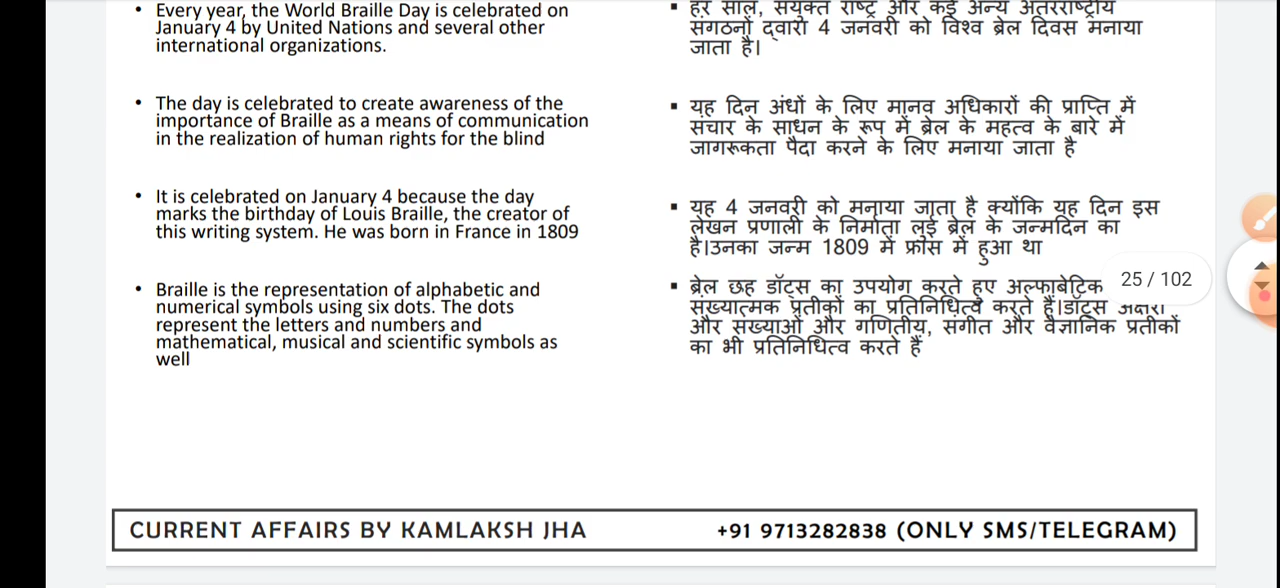 • Every year, the World Braille Day is celebrated on
January 4 by United Nations and several other
international organizations.
• The day is celebrated to create awareness of the
importance of Braille as a means of communication
in the realization of human rights for the blind
• It is celebrated on January 4 because the day
marks the birthday of Louis Braille, the creator of
this writing system. He was born in France in 1809
• Braille is the representation of alphabetic and
numerical symbols using six dots. The dots
represent the letters and numbers and
mathematical, musical and scientific symbols as
well
▪ हर साल, संयुक्त राष्ट्र और कई अन्य अंतरराष्ट्रीय
संगठनों द्वारा 4 जनवरी को विश्व ब्रेल दिवस मनाया
जाता है।
▪ यह दिन अंधों के लिए मानव अधिकारों की प्राप्ति में
संचार के साधन के रूप में ब्रेल के महत्व के बारे में
जागरूकता पैदा करने के लिए मनाया जाता है
▪ यह 4 जनवरी को मनाया जाता है क्योंकि यह दिन इस
लेखन प्रणाली के निर्माता लुई ब्रेल के जन्मदिन का
है।उनका जन्म 1809 में फ्रांस में हुआ था
▪ ब्रेल छह डॉट्स का उपयोग करते हुए अल्फाबेटिक
संख्यात्मक प्रतीकों का प्रतिनिधित्व करते हैं।डॉट्स
और संख्याओं और गणितीय, संगीत और वैज्ञानिक प्रतीकों
का भी प्रतिनिधित्व करते हैं
25 / 102
CURRENT AFFAIRS BY KAMLAKSH JHA +91 9713282838 (ONLY SMS/TELEGRAM)